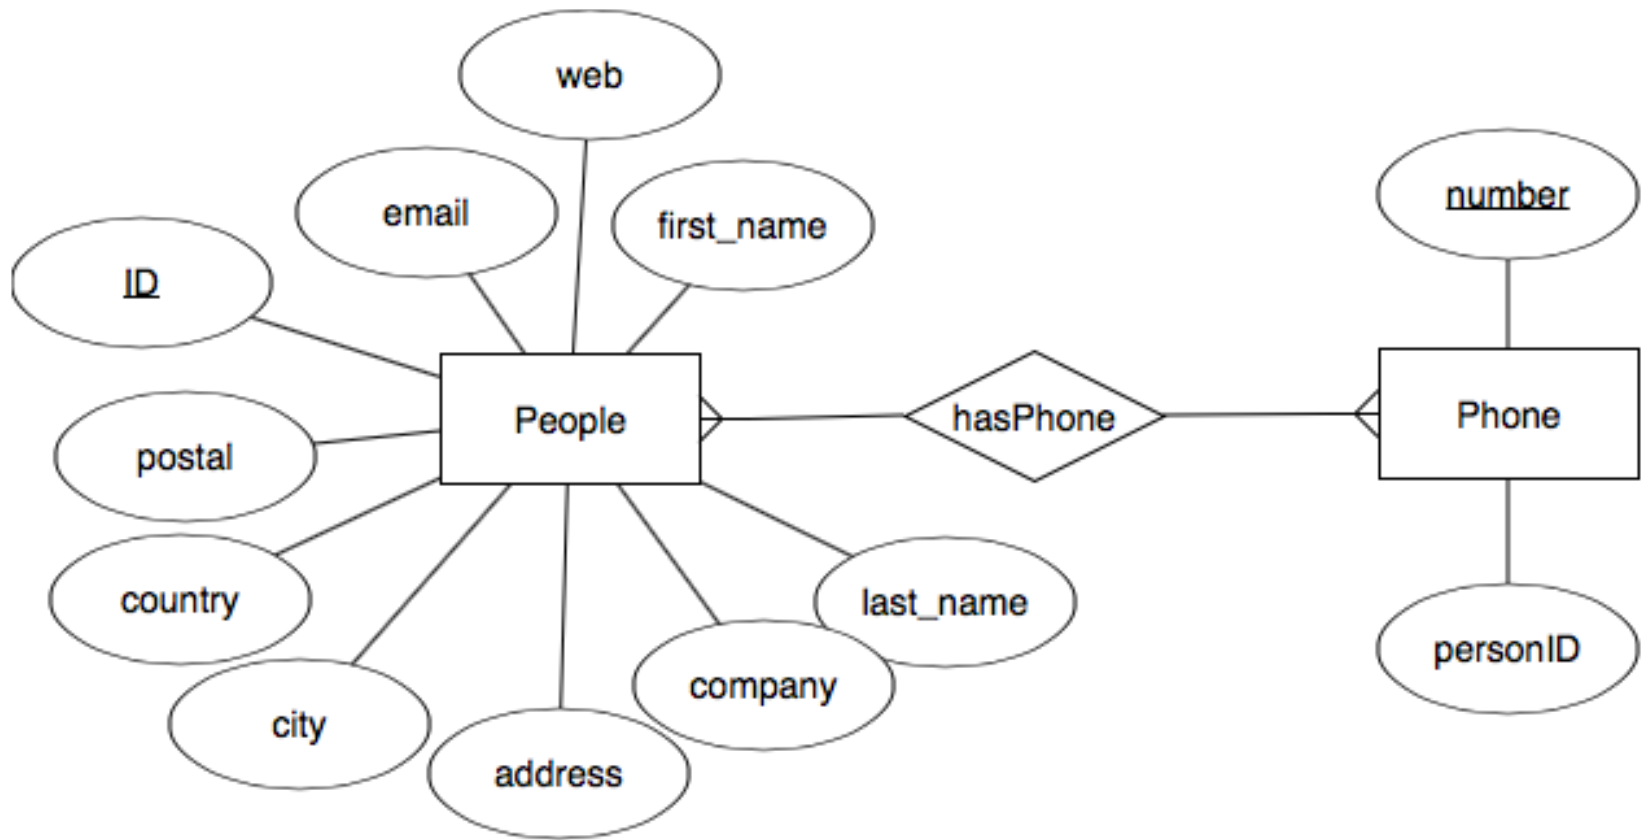 web
email
first_name
number
ID
People
hasPhone
Phone
postal
country
last_name
personID
company
city
address